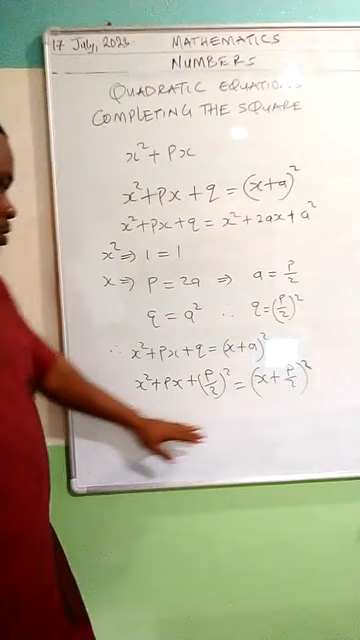 17 July, 2023 MATHEMATICS
NUMBERS
QUADRATIC EQUATIONS
COMPLETING THE SQUARE
x² + Px
x² + Px + q = (x+a)²
x² + Px + q = x² + 2ax + a²
x² ⇒ 1 = 1
x ⇒ P = 2a ⇒ a = P/2
q = a² ∴ q = (P/2)²
∴ x² + Px + q = (x+a)²
x² + Px + (P/2)² = (x + P/2)²